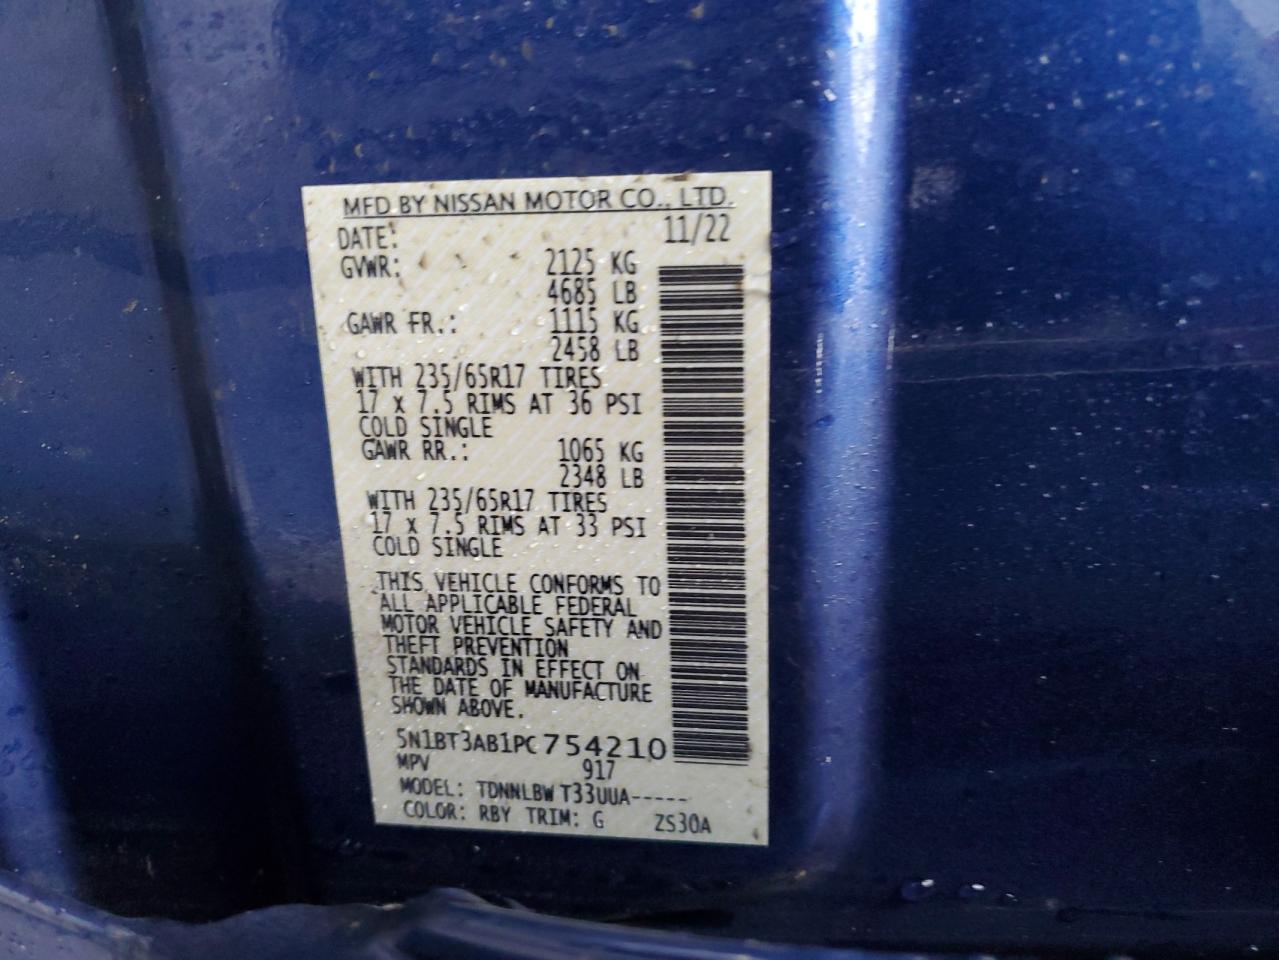 MFD BY NISSAN MOTOR CO., LTD.
DATE: 11/22
GVWR: 2125 KG
4685 LB
GAWR FR.: 1115 KG
2458 LB
WITH 235/65R17 TIRES
17 x 7.5 RIMS AT 36 PSI
COLD SINGLE
GAWR RR.: 1065 KG
2348 LB
WITH 235/65R17 TIRES
17 x 7.5 RIMS AT 33 PSI
COLD SINGLE
THIS VEHICLE CONFORMS TO
ALL APPLICABLE FEDERAL
MOTOR VEHICLE SAFETY AND
THEFT PREVENTION
STANDARDS IN EFFECT ON
THE DATE OF MANUFACTURE
SHOWN ABOVE.
5N1BT3AB1PC754210
MPV 917
MODEL: TDNNLBW T33UUA-----
COLOR: RBY TRIM: G ZS30A